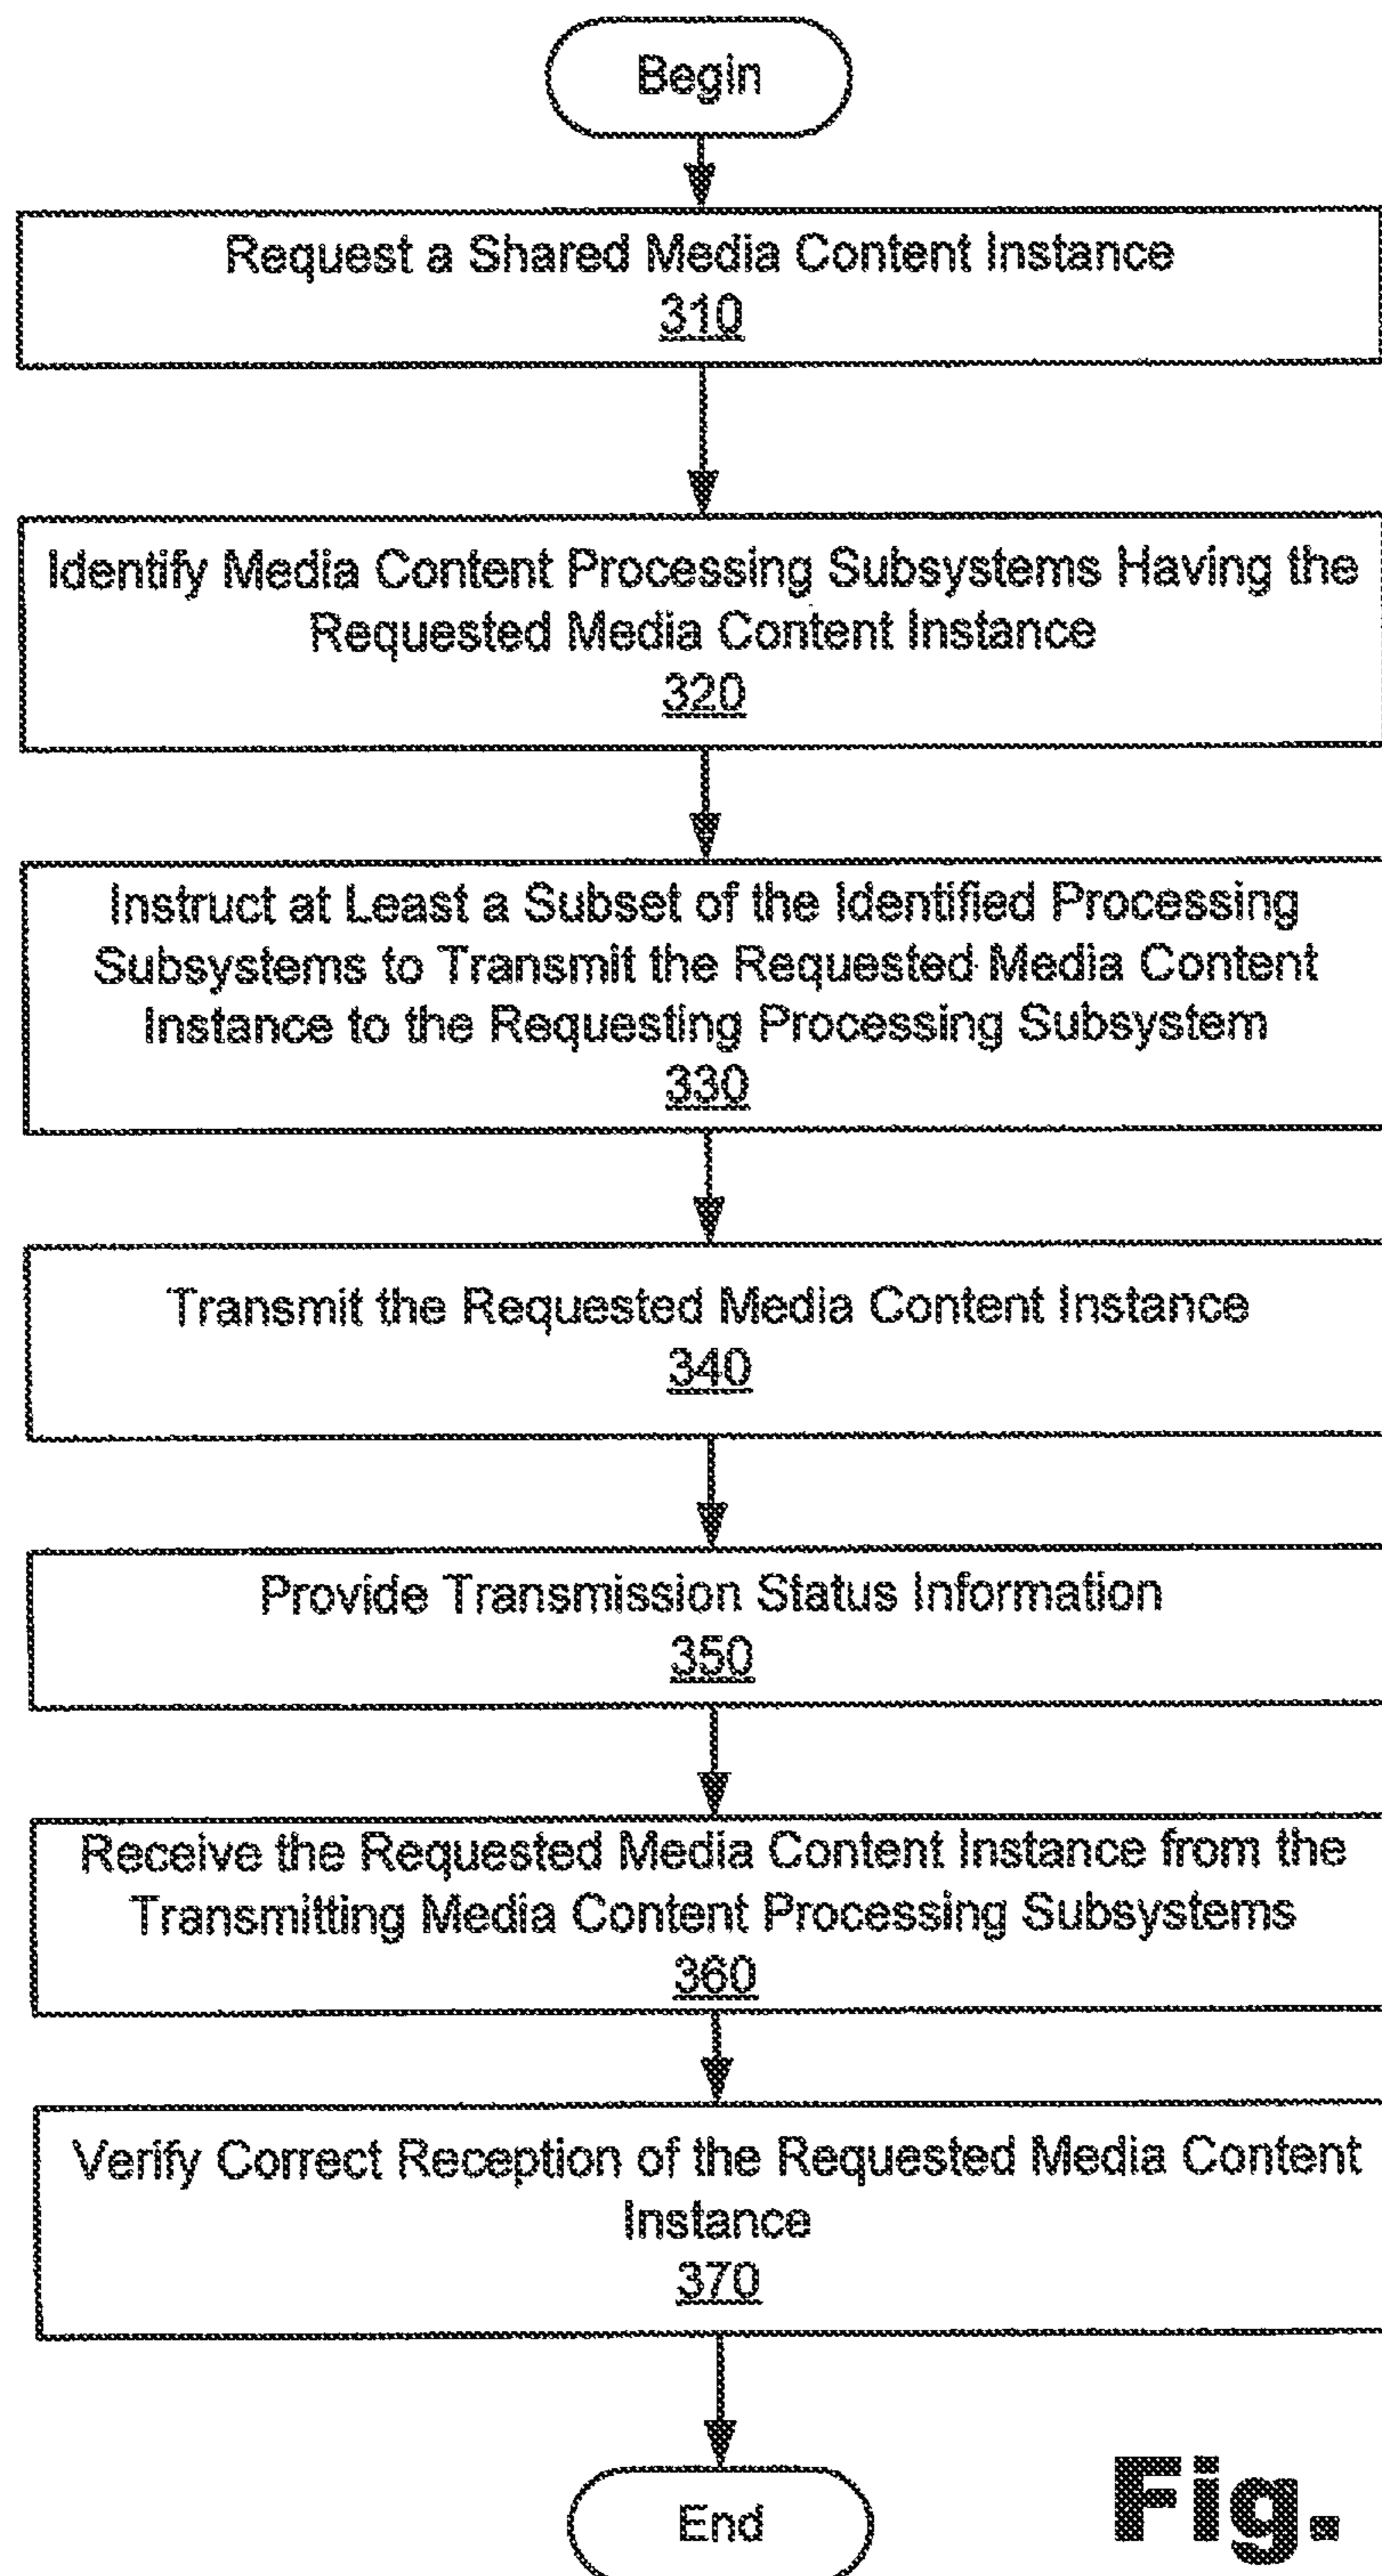 Begin
Request a Shared Media Content Instance
310
Identify Media Content Processing Subsystems Having the
Requested Media Content Instance
320
Instruct at Least a Subset of the Identified Processing
Subsystems to Transmit the Requested Media Content
Instance to the Requesting Processing Subsystem
330
Transmit the Requested Media Content Instance
340
Provide Transmission Status Information
350
Receive the Requested Media Content Instance from the
Transmitting Media Content Processing Subsystems
360
Verify Correct Reception of the Requested Media Content
Instance
370
End
Fig.